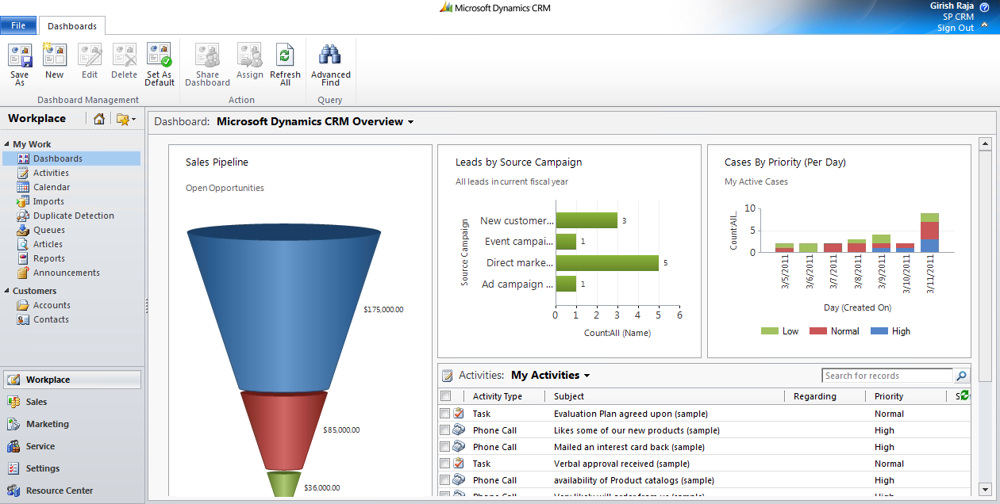 Microsoft Dynamics CRM
Girish Raja
SP CRM
Sign Out
File
Dashboards
Save As
New
Edit
Delete
Set As Default
Share Dashboard
Assign
Refresh All
Advanced Find
Dashboard Management
Action
Query
Workplace
My Work
Dashboards
Activities
Calendar
Imports
Duplicate Detection
Queues
Articles
Reports
Announcements
Customers
Accounts
Contacts
Workplace
Sales
Marketing
Service
Settings
Resource Center
Dashboard: Microsoft Dynamics CRM Overview
Sales Pipeline
Open Opportunities
$175,000.00
$85,000.00
$36,000.00
Leads by Source Campaign
All leads in current fiscal year
Source Campaign
New customer... 3
Event campai... 1
Direct marke... 5
Ad campaign ... 1
0 1 2 3 4 5 6
Count:All (Name)
Cases By Priority (Per Day)
My Active Cases
Count:All...
10
5
0
3/5/2011 3/6/2011 3/7/2011 3/8/2011 3/9/2011 3/10/2011 3/11/2011
Day (Created On)
Low Normal High
Activities: My Activities
Search for records
Activity Type Subject Regarding Priority
Task Evaluation Plan agreed upon (sample) Normal
Phone Call Likes some of our new products (sample) High
Phone Call Mailed an interest card back (sample) High
Task Verbal approval received (sample) Normal
Phone Call availability of Product catalogs (sample) High
Phone Call Very likely will order from us (sample) High